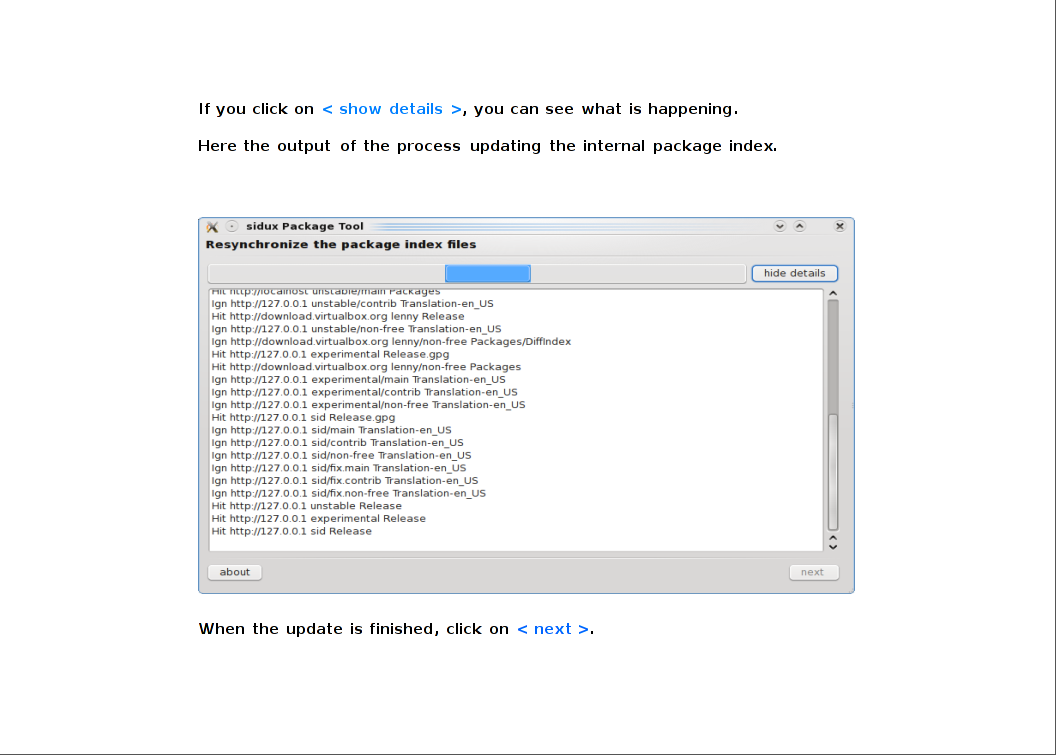 If you click on < show details >, you can see what is happening.
Here the output of the process updating the internal package index.
sidux Package Tool
Resynchronize the package index files
hide details
Hit http://localhost unstable/main Packages
Ign http://127.0.0.1 unstable/contrib Translation-en_US
Hit http://download.virtualbox.org lenny Release
Ign http://127.0.0.1 unstable/non-free Translation-en_US
Ign http://download.virtualbox.org lenny/non-free Packages/DiffIndex
Hit http://127.0.0.1 experimental Release.gpg
Hit http://download.virtualbox.org lenny/non-free Packages
Ign http://127.0.0.1 experimental/main Translation-en_US
Ign http://127.0.0.1 experimental/contrib Translation-en_US
Ign http://127.0.0.1 experimental/non-free Translation-en_US
Hit http://127.0.0.1 sid Release.gpg
Ign http://127.0.0.1 sid/main Translation-en_US
Ign http://127.0.0.1 sid/contrib Translation-en_US
Ign http://127.0.0.1 sid/non-free Translation-en_US
Ign http://127.0.0.1 sid/fix.main Translation-en_US
Ign http://127.0.0.1 sid/fix.contrib Translation-en_US
Ign http://127.0.0.1 sid/fix.non-free Translation-en_US
Hit http://127.0.0.1 unstable Release
Hit http://127.0.0.1 experimental Release
Hit http://127.0.0.1 sid Release
about
next
When the update is finished, click on < next >.